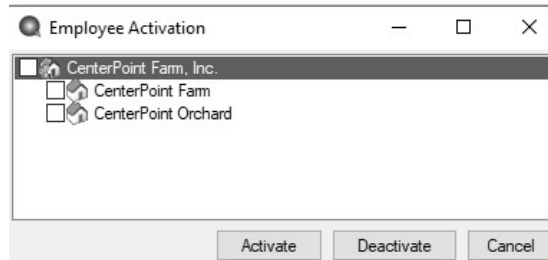 Employee Activation
CenterPoint Farm, Inc.
CenterPoint Farm
CenterPoint Orchard
Activate Deactivate Cancel